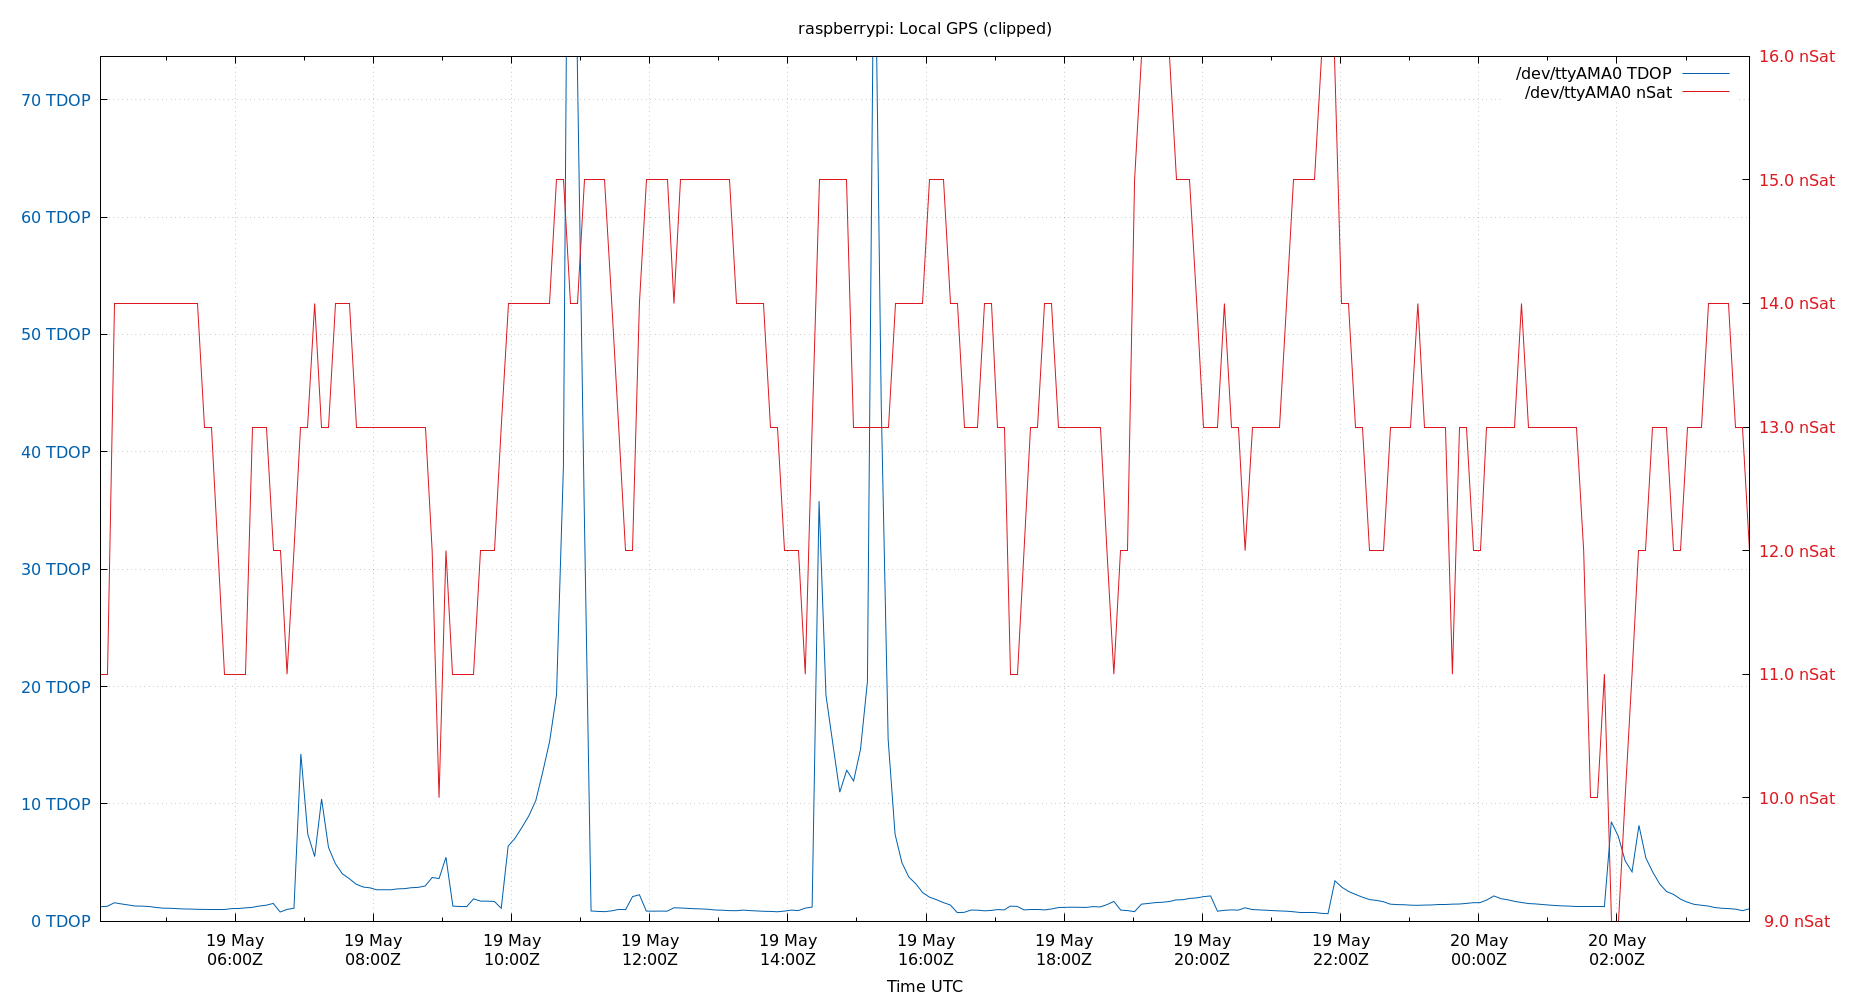 raspberrypi: Local GPS (clipped)
/dev/ttyAMA0 TDOP
/dev/ttyAMA0 nSat
70 TDOP
60 TDOP
50 TDOP
40 TDOP
30 TDOP
20 TDOP
10 TDOP
0 TDOP
16.0 nSat
15.0 nSat
14.0 nSat
13.0 nSat
12.0 nSat
11.0 nSat
10.0 nSat
9.0 nSat
19 May
06:00Z
19 May
08:00Z
19 May
10:00Z
19 May
12:00Z
19 May
14:00Z
19 May
16:00Z
19 May
18:00Z
19 May
20:00Z
19 May
22:00Z
20 May
00:00Z
20 May
02:00Z
Time UTC